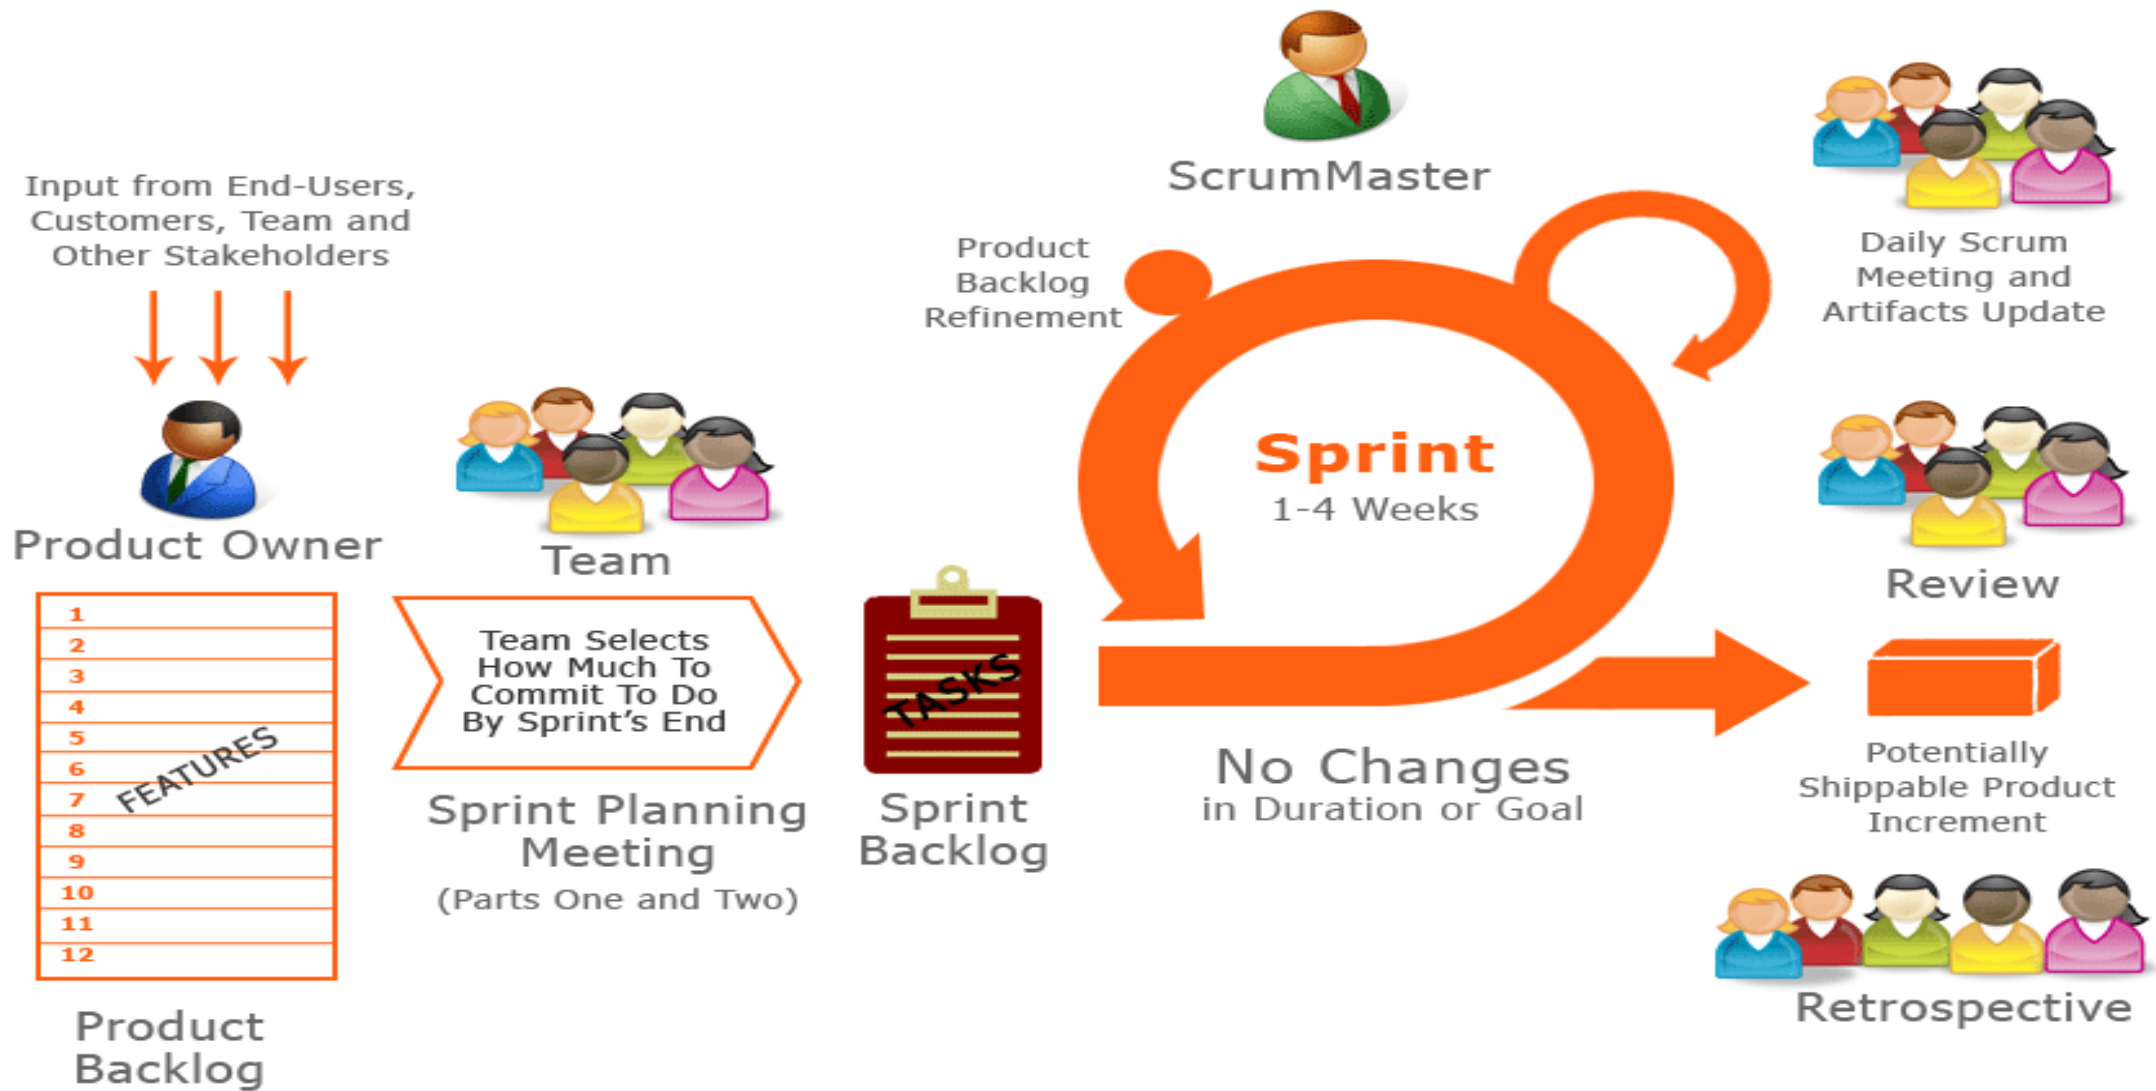 Input from End-Users,
Customers, Team and
Other Stakeholders
Product Owner
1
2
3
4
5
6
7
8
9
10
11
12
FEATURES
Product
Backlog
Team
Team Selects
How Much To
Commit To Do
By Sprint's End
Sprint Planning
Meeting
(Parts One and Two)
TASKS
Sprint
Backlog
ScrumMaster
Product
Backlog
Refinement
Sprint
1-4 Weeks
No Changes
in Duration or Goal
Daily Scrum
Meeting and
Artifacts Update
Review
Potentially
Shippable Product
Increment
Retrospective